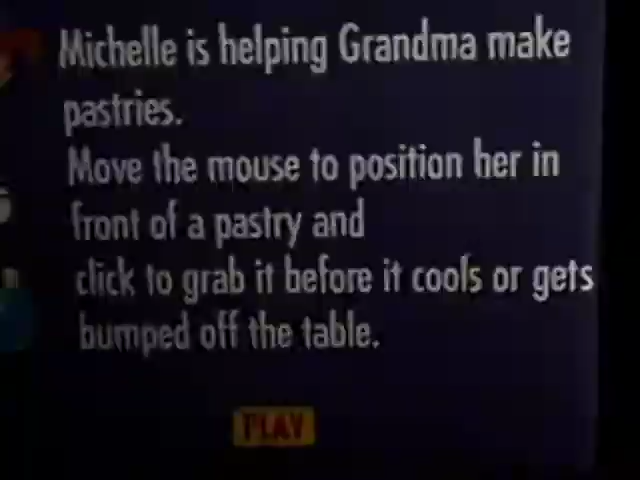 Michelle is helping Grandma make
pastries.
Move the mouse to position her in
front of a pastry and
click to grab it before it cools or gets
bumped off the table.
PLAY